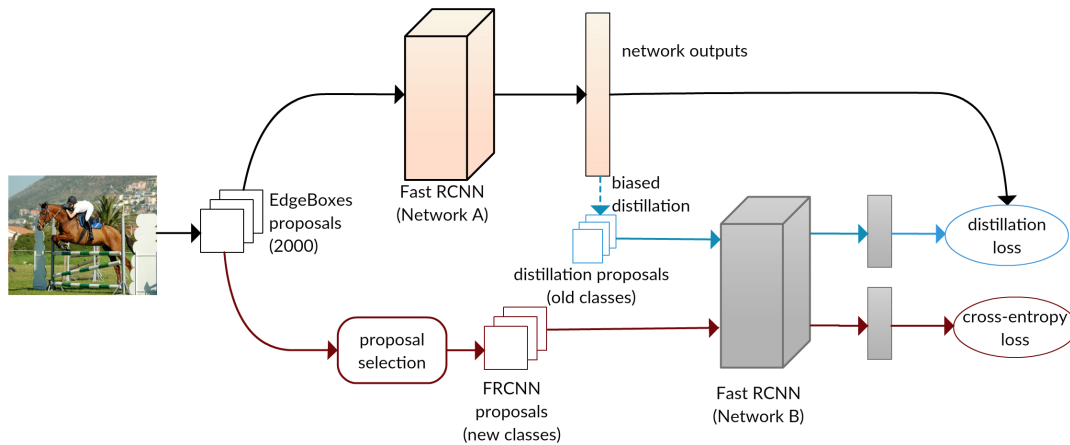 network outputs
Fast RCNN
(Network A)
EdgeBoxes
proposals
(2000)
biased
distillation
distillation proposals
(old classes)
distillation
loss
proposal
selection
FRCNN
proposals
(new classes)
Fast RCNN
(Network B)
cross-entropy
loss